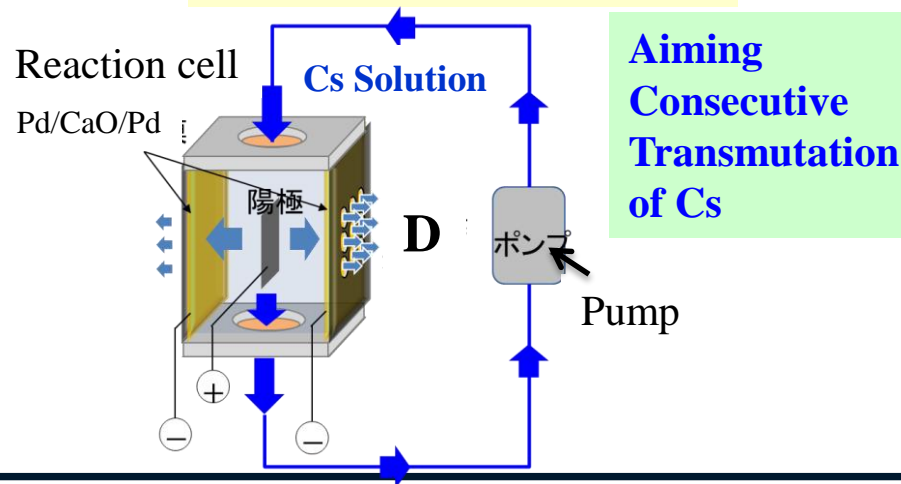 Reaction cell
Pd/CaO/Pd
Cs Solution
Aiming
Consecutive
Transmutation
of Cs
陽極
D
ポンプ
Pump
+
−
−